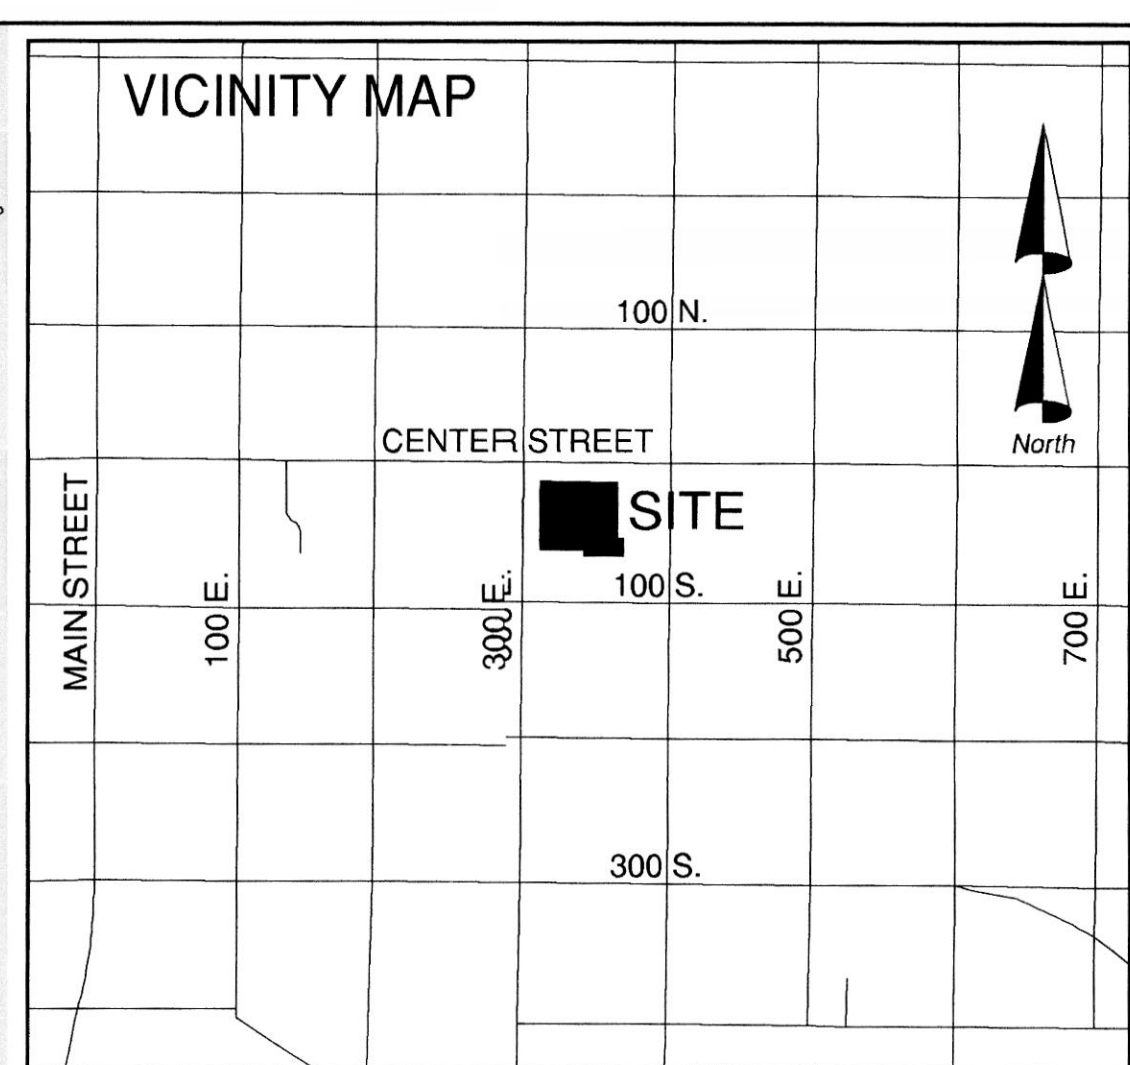 VICINITY MAP
100 N.
CENTER STREET
North
MAIN STREET
SITE
100 E.
300 E.
100 S.
500 E.
700 E.
300 S.